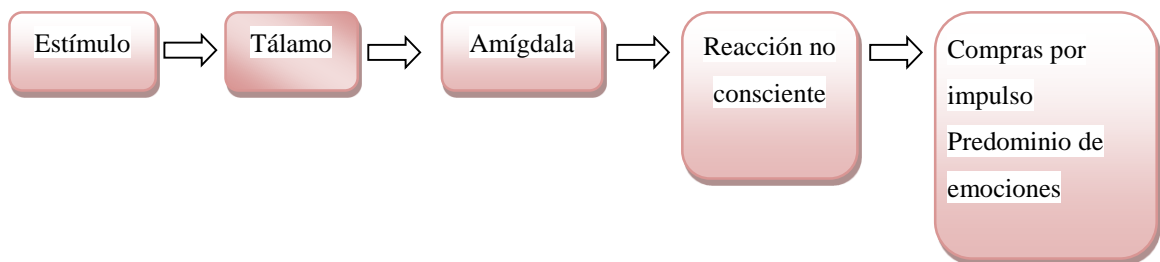 Estímulo
Tálamo
Amígdala
Reacción no
consciente
Compras por
impulso
Predominio de
emociones